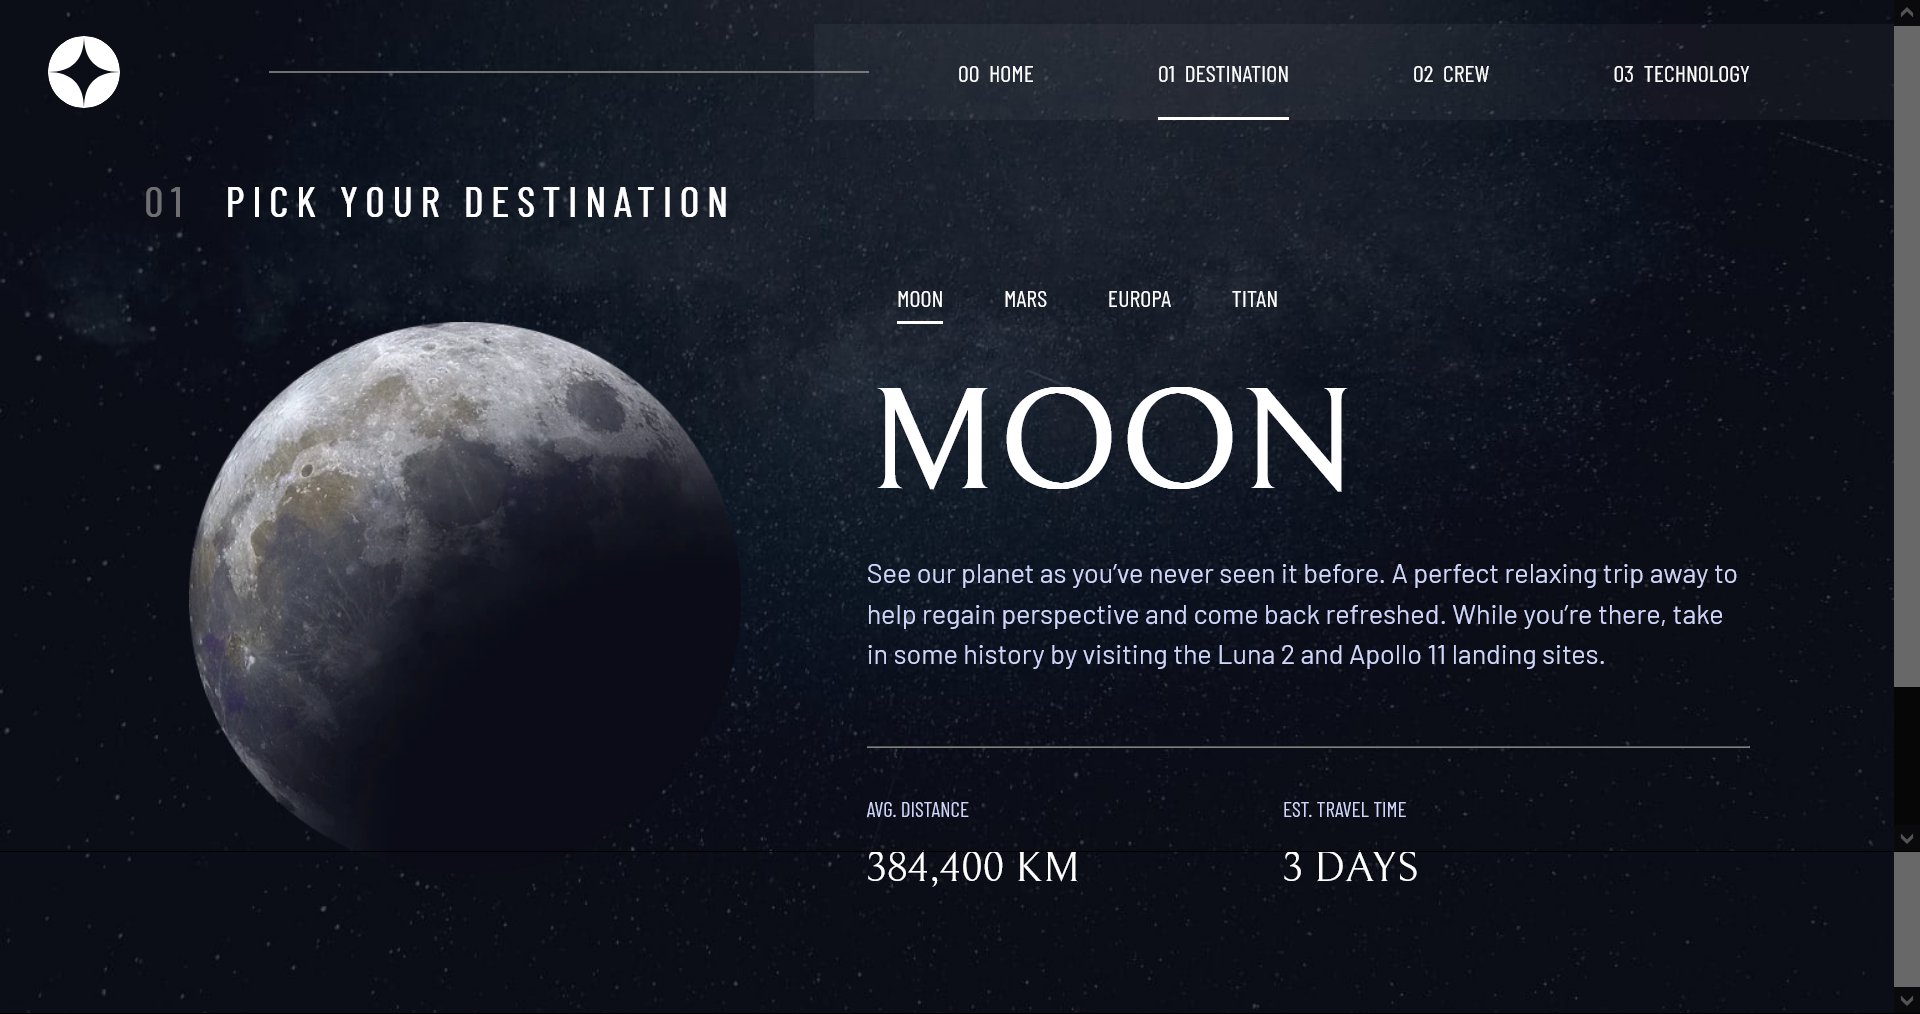 00 HOME 01 DESTINATION 02 CREW 03 TECHNOLOGY
01 PICK YOUR DESTINATION
MOON MARS EUROPA TITAN
MOON
See our planet as you’ve never seen it before. A perfect relaxing trip away to
help regain perspective and come back refreshed. While you’re there, take
in some history by visiting the Luna 2 and Apollo 11 landing sites.
AVG. DISTANCE EST. TRAVEL TIME
384,400 KM 3 DAYS